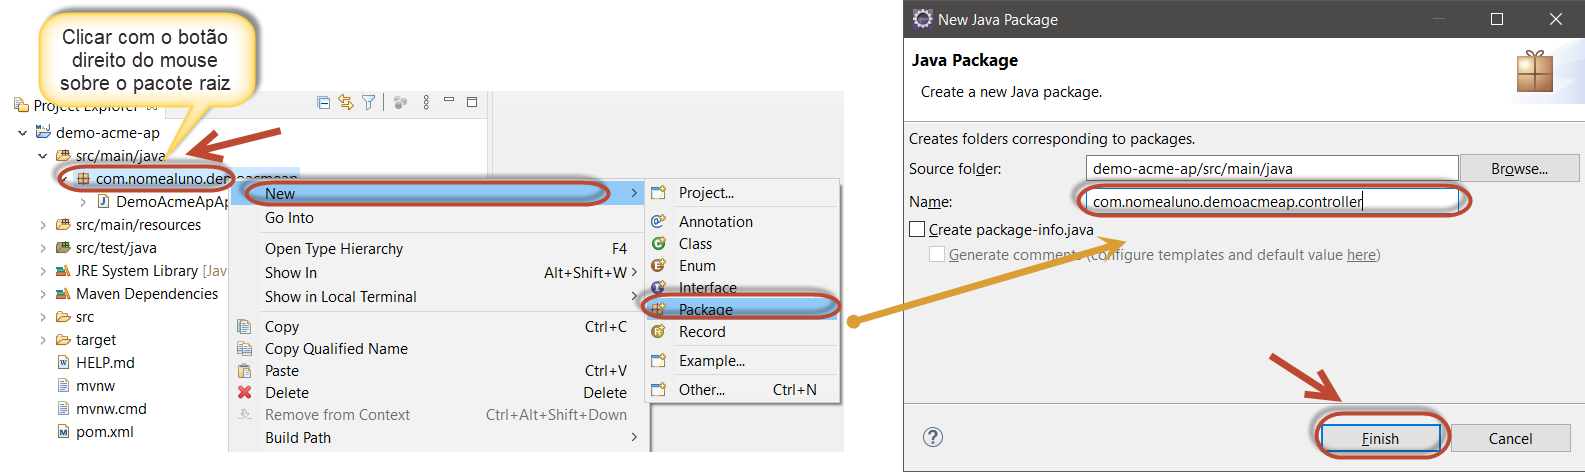 Clicar com o botão
direito do mouse
sobre o pacote raiz
Project Explorer
demo-acme-ap
src/main/java
com.nomealuno.demoacmeap
DemoAcmeApAp
src/main/resources
src/test/java
JRE System Library [Jav
Maven Dependencies
src
target
HELP.md
mvnw
mvnw.cmd
pom.xml
New
Go Into
Open Type Hierarchy F4
Show In Alt+Shift+W
Show in Local Terminal
Copy Ctrl+C
Copy Qualified Name
Paste Ctrl+V
Delete Delete
Remove from Context Ctrl+Alt+Shift+Down
Build Path
Project...
Annotation
Class
Enum
Interface
Package
Record
Example...
Other... Ctrl+N
New Java Package
Java Package
Create a new Java package.
Creates folders corresponding to packages.
Source folder: demo-acme-ap/src/main/java Browse...
Name: com.nomealuno.demoacmeap.controller
Create package-info.java
Generate comments (configure templates and default value here)
? Finish Cancel